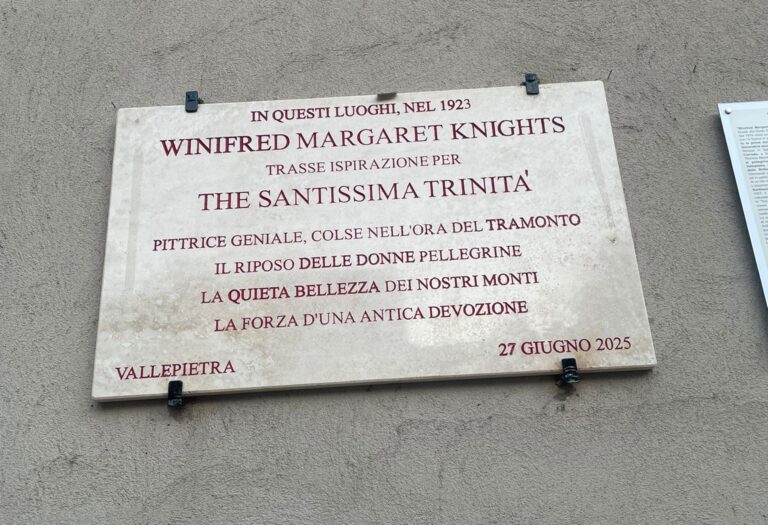 IN QUESTI LUOGHI, NEL 1923
WINIFRED MARGARET KNIGHTS
TRASSE ISPIRAZIONE PER
THE SANTISSIMA TRINITA'
PITTRICE GENIALE, COLSE NELL'ORA DEL TRAMONTO
IL RIPOSO DELLE DONNE PELLEGRINE
LA QUIETA BELLEZZA DEI NOSTRI MONTI
LA FORZA D'UNA ANTICA DEVOZIONE
VALLEPIETRA
27 GIUGNO 2025